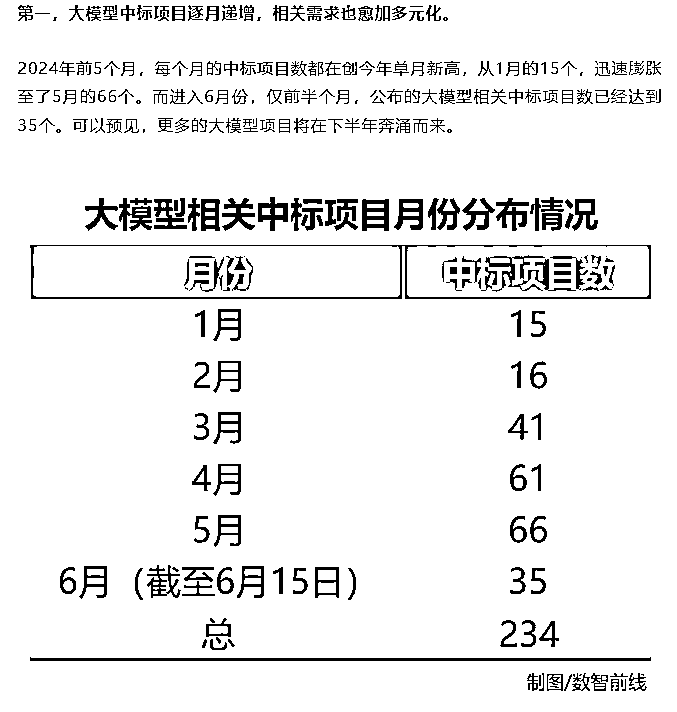 第一，大模型中标项目逐月递增，相关需求也愈加多元化。
2024年前5个月，每个月的中标项目数都在创今年单月新高，从1月的15个，迅速膨胀
至了5月的66个。而进入6月份，仅前半个月，公布的大模型相关中标项目数已经达到
35个。可以预见，更多的大模型项目将在下半年奔涌而来。
大模型相关中标项目月份分布情况
月份 中标项目数
1月 15
2月 16
3月 41
4月 61
5月 66
6月（截至6月15日） 35
总 234
制图/数智前线